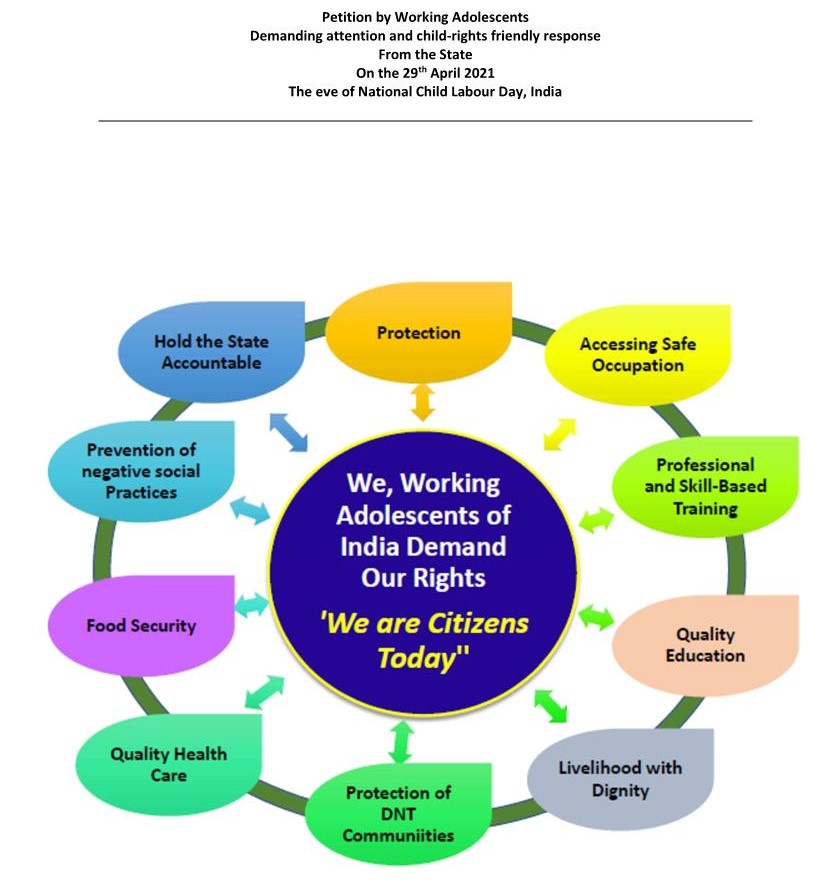 Petition by Working Adolescents
Demanding attention and child-rights friendly response
From the State
On the 29th April 2021
The eve of National Child Labour Day, India
Protection
Hold the State
Accountable
Accessing Safe
Occupation
Prevention of
negative social
Practices
Professional
and Skill-Based
Training
We, Working
Adolescents of
India Demand
Our Rights
'We are Citizens
Today"
Food Security
Quality
Education
Quality Health
Care
Livelihood with
Dignity
Protection of
DNT
Communiities